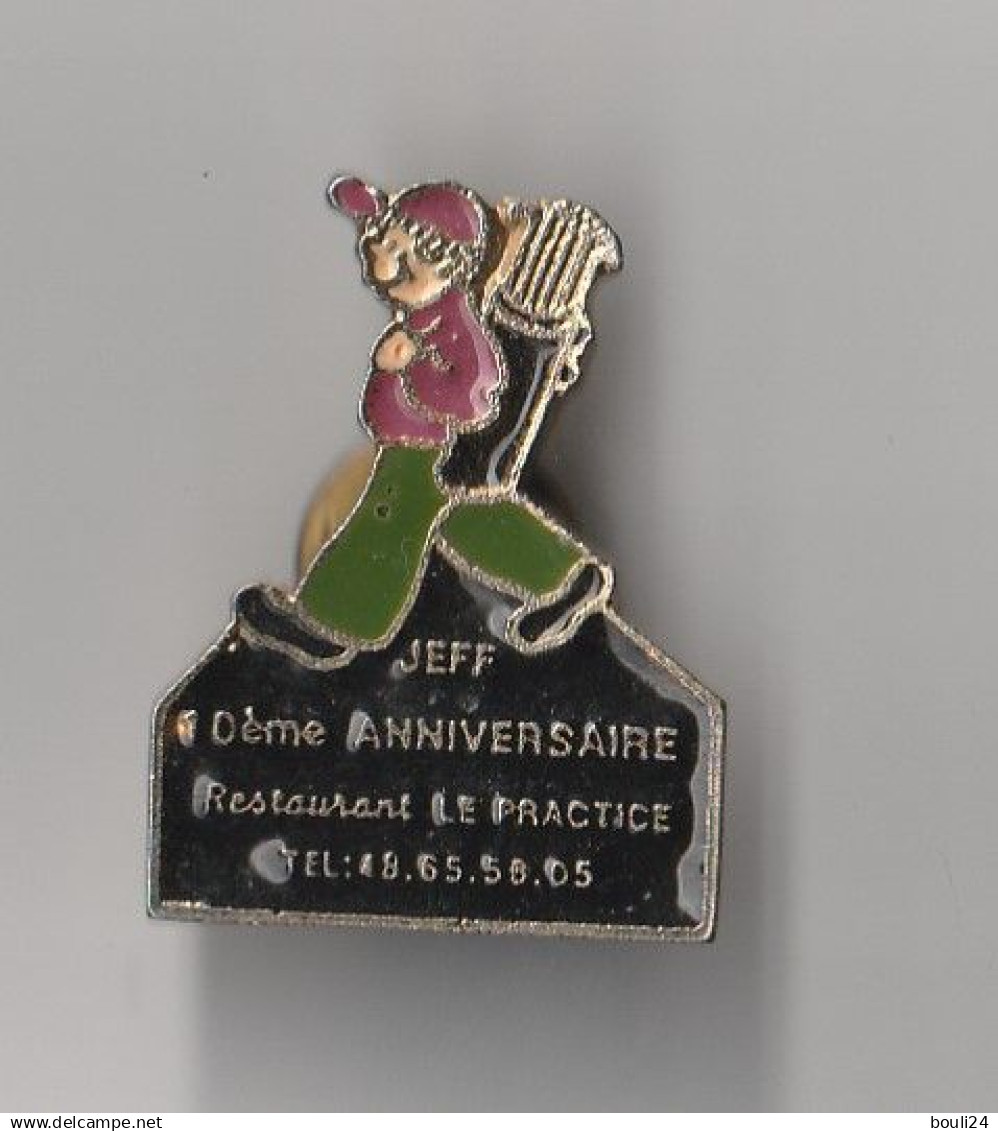 JEFF
10ème ANNIVERSAIRE
Restaurant LE PRACTICE
TEL:48.65.58.05
www.delcampe.net
bouli24